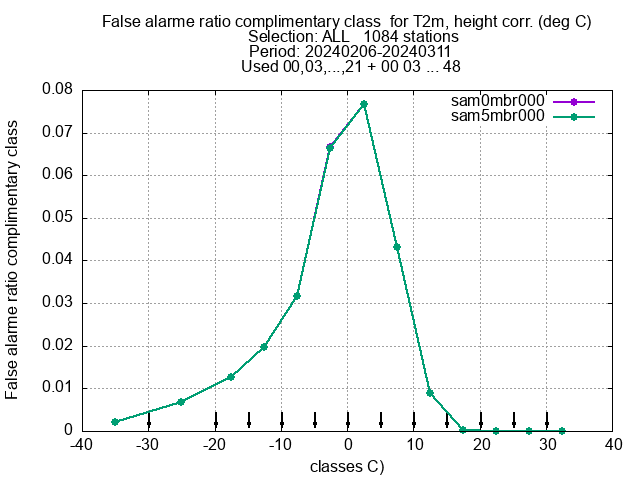 False alarme ratio complimentary class  for T2m, height corr. (deg C)
Selection: ALL   1084 stations
Period: 20240206-20240311
Used 00,03,...,21 + 00 03 ... 48
sam0mbr000
sam5mbr000
False alarme ratio complimentary class
0.08
0.07
0.06
0.05
0.04
0.03
0.02
0.01
0
-40 -30 -20 -10 0 10 20 30 40
classes C)